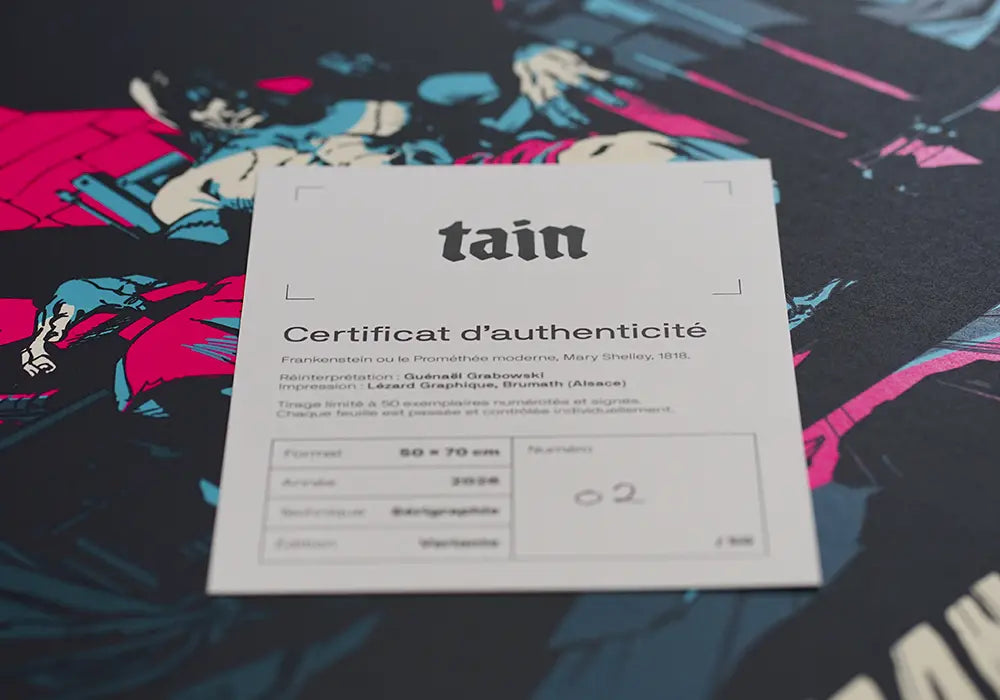 tain
Certificat d'authenticité
Frankenstein ou le Prométhée moderne, Mary Shelley, 1818.
Réinterprétation : Guénaël Grabowski
Impression : Lézard Graphique, Brumath (Alsace)
Tirage limité à 50 exemplaires numérotés et signés.
Chaque feuille est passée et contrôlée individuellement.
Format 50 × 70 cm
Numéro
Année
02
Technique Sérigraphie
Édition